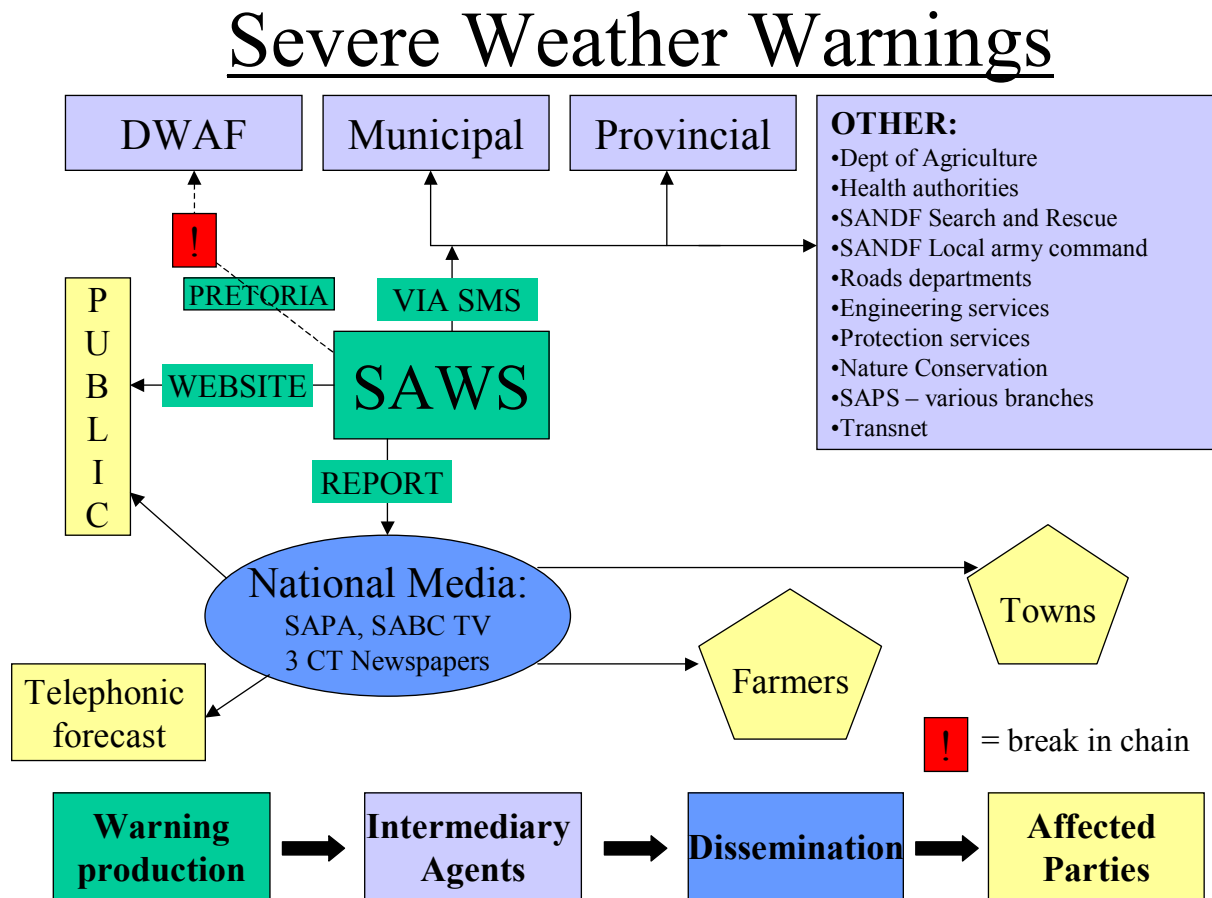 Severe Weather Warnings
DWAF
Municipal
Provincial
OTHER:
•Dept of Agriculture
•Health authorities
•SANDF Search and Rescue
•SANDF Local army command
•Roads departments
•Engineering services
•Protection services
•Nature Conservation
•SAPS – various branches
•Transnet
!
PRETORIA
VIA SMS
P
U
B
L
I
C
WEBSITE
SAWS
REPORT
National Media:
SAPA, SABC TV
3 CT Newspapers
Towns
Farmers
Telephonic
forecast
! = break in chain
Warning
production
Intermediary
Agents
Dissemination
Affected
Parties